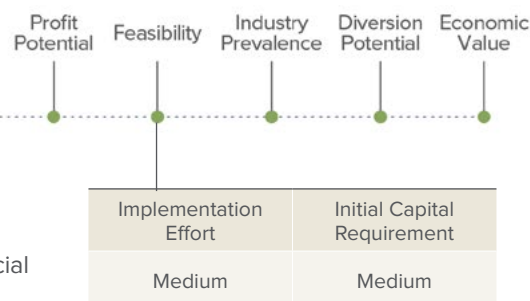 Profit
Potential
Feasibility
Industry
Prevalence
Diversion
Potential
Economic
Value
Implementation
Effort
Initial Capital
Requirement
Medium
Medium